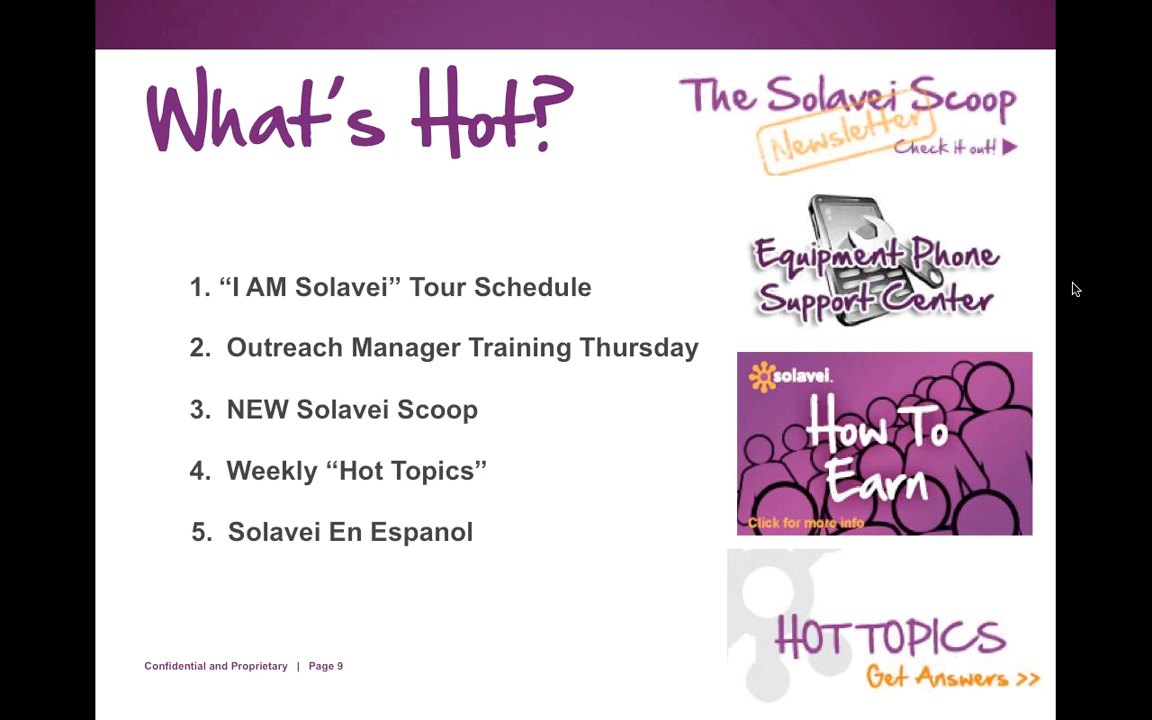 What's Hot?
The Solavei Scoop
Newsletter
Check it out!
Equipment Phone
Support Center
1. “I AM Solavei” Tour Schedule
2. Outreach Manager Training Thursday
3. NEW Solavei Scoop
4. Weekly “Hot Topics”
5. Solavei En Espanol
solavei.
How To
Earn
Click for more info
HOT TOPICS
Get Answers >>
Confidential and Proprietary | Page 9